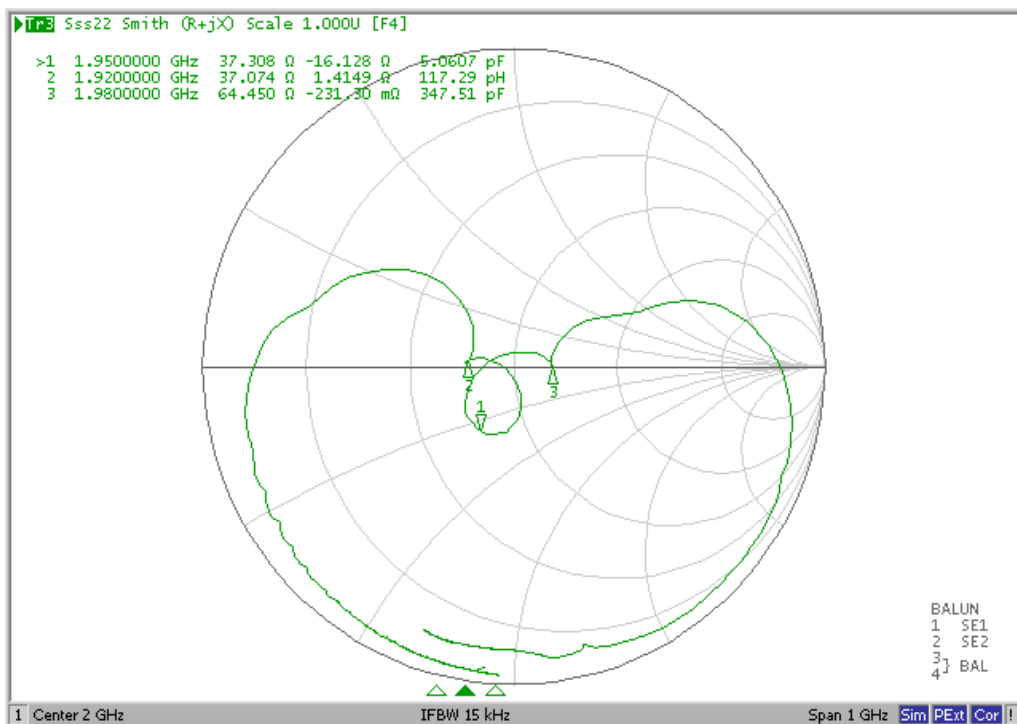 Tr3 Sss22 Smith (R+jX) Scale 1.000U [F4]
>1 1.9500000 GHz 37.308 Ω -16.128 Ω 5.0607 pF
2 1.9200000 GHz 37.074 Ω 1.4149 Ω 117.29 pH
3 1.9800000 GHz 64.450 Ω -231.30 mΩ 347.51 pF
2
3
1
BALUN
1 SE1
2 SE2
3
4 } BAL
1 Center 2 GHz IFBW 15 kHz Span 1 GHz Sim PExt Cor !